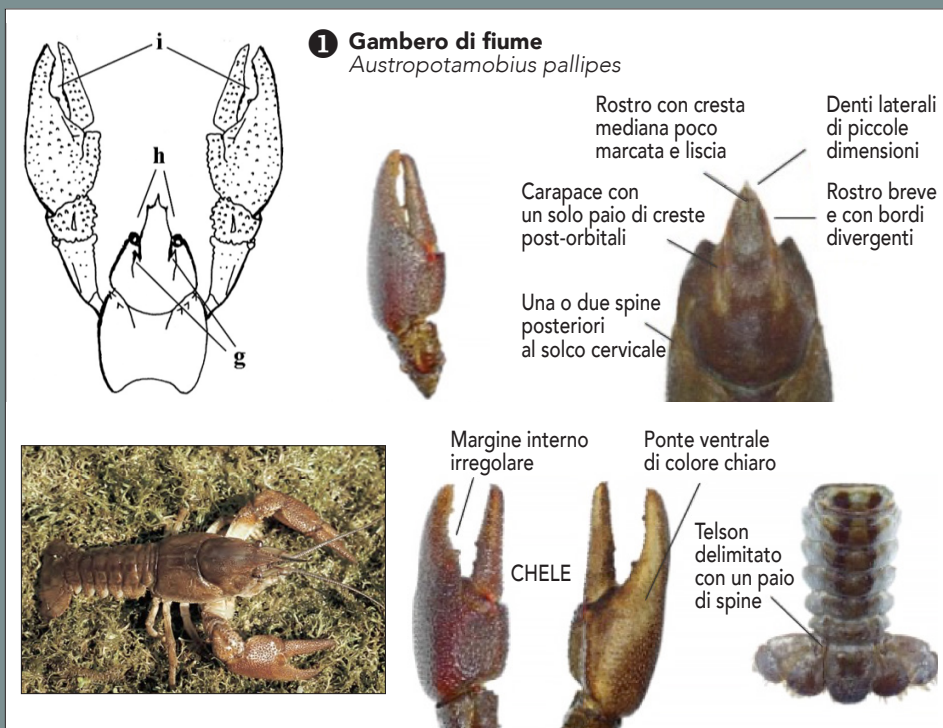 i
h
g
1 Gambero di fiume
Austropotamobius pallipes
Rostro con cresta
mediana poco
marcata e liscia
Denti laterali
di piccole
dimensioni
Carapace con
un solo paio di creste
post-orbitali
Rostro breve
e con bordi
divergenti
Una o due spine
posteriori
al solco cervicale
Margine interno
irregolare
Ponte ventrale
di colore chiaro
CHELE
Telson
delimitato
con un paio
di spine